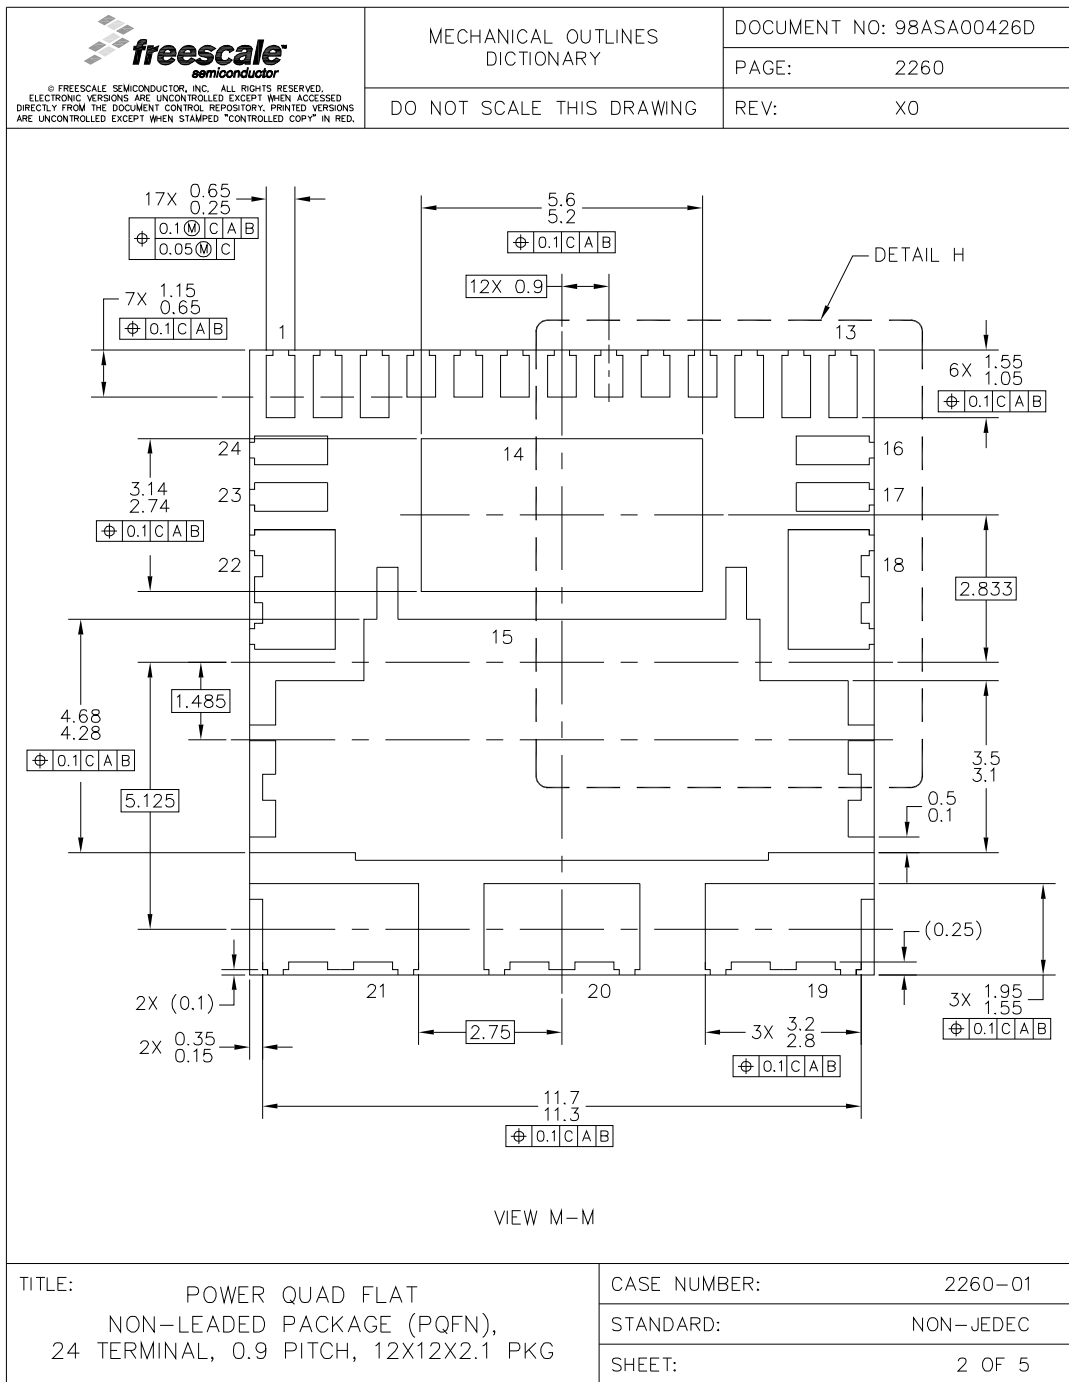 freescale
semiconductor
© FREESCALE SEMICONDUCTOR, INC. ALL RIGHTS RESERVED.
ELECTRONIC VERSIONS ARE UNCONTROLLED EXCEPT WHEN ACCESSED
DIRECTLY FROM THE DOCUMENT CONTROL REPOSITORY. PRINTED VERSIONS
ARE UNCONTROLLED EXCEPT WHEN STAMPED "CONTROLLED COPY" IN RED.
MECHANICAL OUTLINES
DICTIONARY
DO NOT SCALE THIS DRAWING
DOCUMENT NO: 98ASA00426D
PAGE: 2260
REV: X0
17X 0.65
0.25
⌖ 0.1Ⓜ C A B
0.05Ⓜ C
5.6
5.2
⌖ 0.1 C A B
DETAIL H
12X 0.9
7X 1.15
0.65
⌖ 0.1 C A B
1
13
6X 1.55
1.05
⌖ 0.1 C A B
24
14
16
3.14
2.74
⌖ 0.1 C A B
23
17
22
18
2.833
15
1.485
4.68
4.28
⌖ 0.1 C A B
3.5
3.1
5.125
0.5
0.1
(0.25)
2X (0.1)
21
20
19
3X 1.95
1.55
⌖ 0.1 C A B
2X 0.35
0.15
2.75
3X 3.2
2.8
⌖ 0.1 C A B
11.7
11.3
⌖ 0.1 C A B
VIEW M-M
TITLE:
POWER QUAD FLAT
NON-LEADED PACKAGE (PQFN),
24 TERMINAL, 0.9 PITCH, 12X12X2.1 PKG
CASE NUMBER: 2260-01
STANDARD: NON-JEDEC
SHEET: 2 OF 5